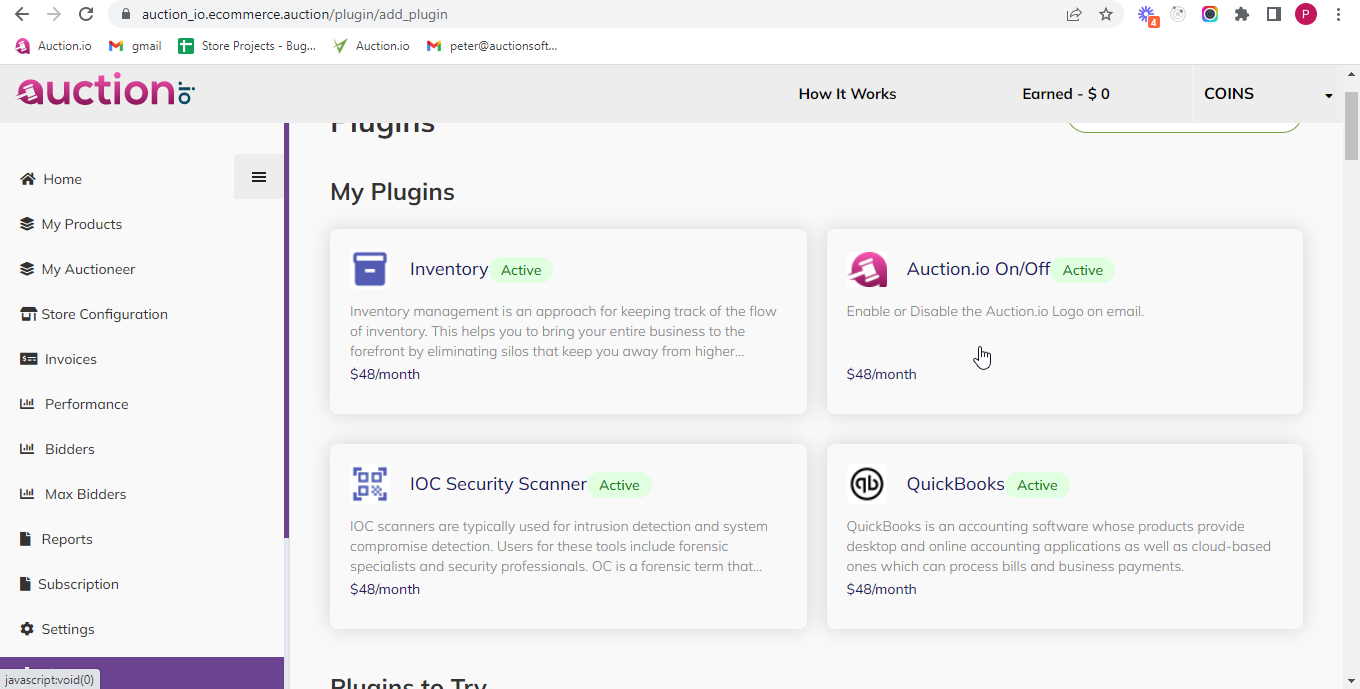 auction_io.ecommerce.auction/plugin/add_plugin
4
P
Auction.io
gmail
Store Projects - Bug...
Auction.io
peter@auctionsoft...
auction.io
How It Works
Earned - $ 0
COINS
Plugins
Home
My Products
My Auctioneer
Store Configuration
Invoices
Performance
Bidders
Max Bidders
Reports
Subscription
Settings
My Plugins
Inventory Active
Inventory management is an approach for keeping track of the flow
of inventory. This helps you to bring your entire business to the
forefront by eliminating silos that keep you away from higher...
$48/month
Auction.io On/Off Active
Enable or Disable the Auction.io Logo on email.
$48/month
IOC Security Scanner Active
IOC scanners are typically used for intrusion detection and system
compromise detection. Users for these tools include forensic
specialists and security professionals. OC is a forensic term that...
$48/month
qb
QuickBooks Active
QuickBooks is an accounting software whose products provide
desktop and online accounting applications as well as cloud-based
ones which can process bills and business payments.
$48/month
Plugins to Try
javascript:void(0)